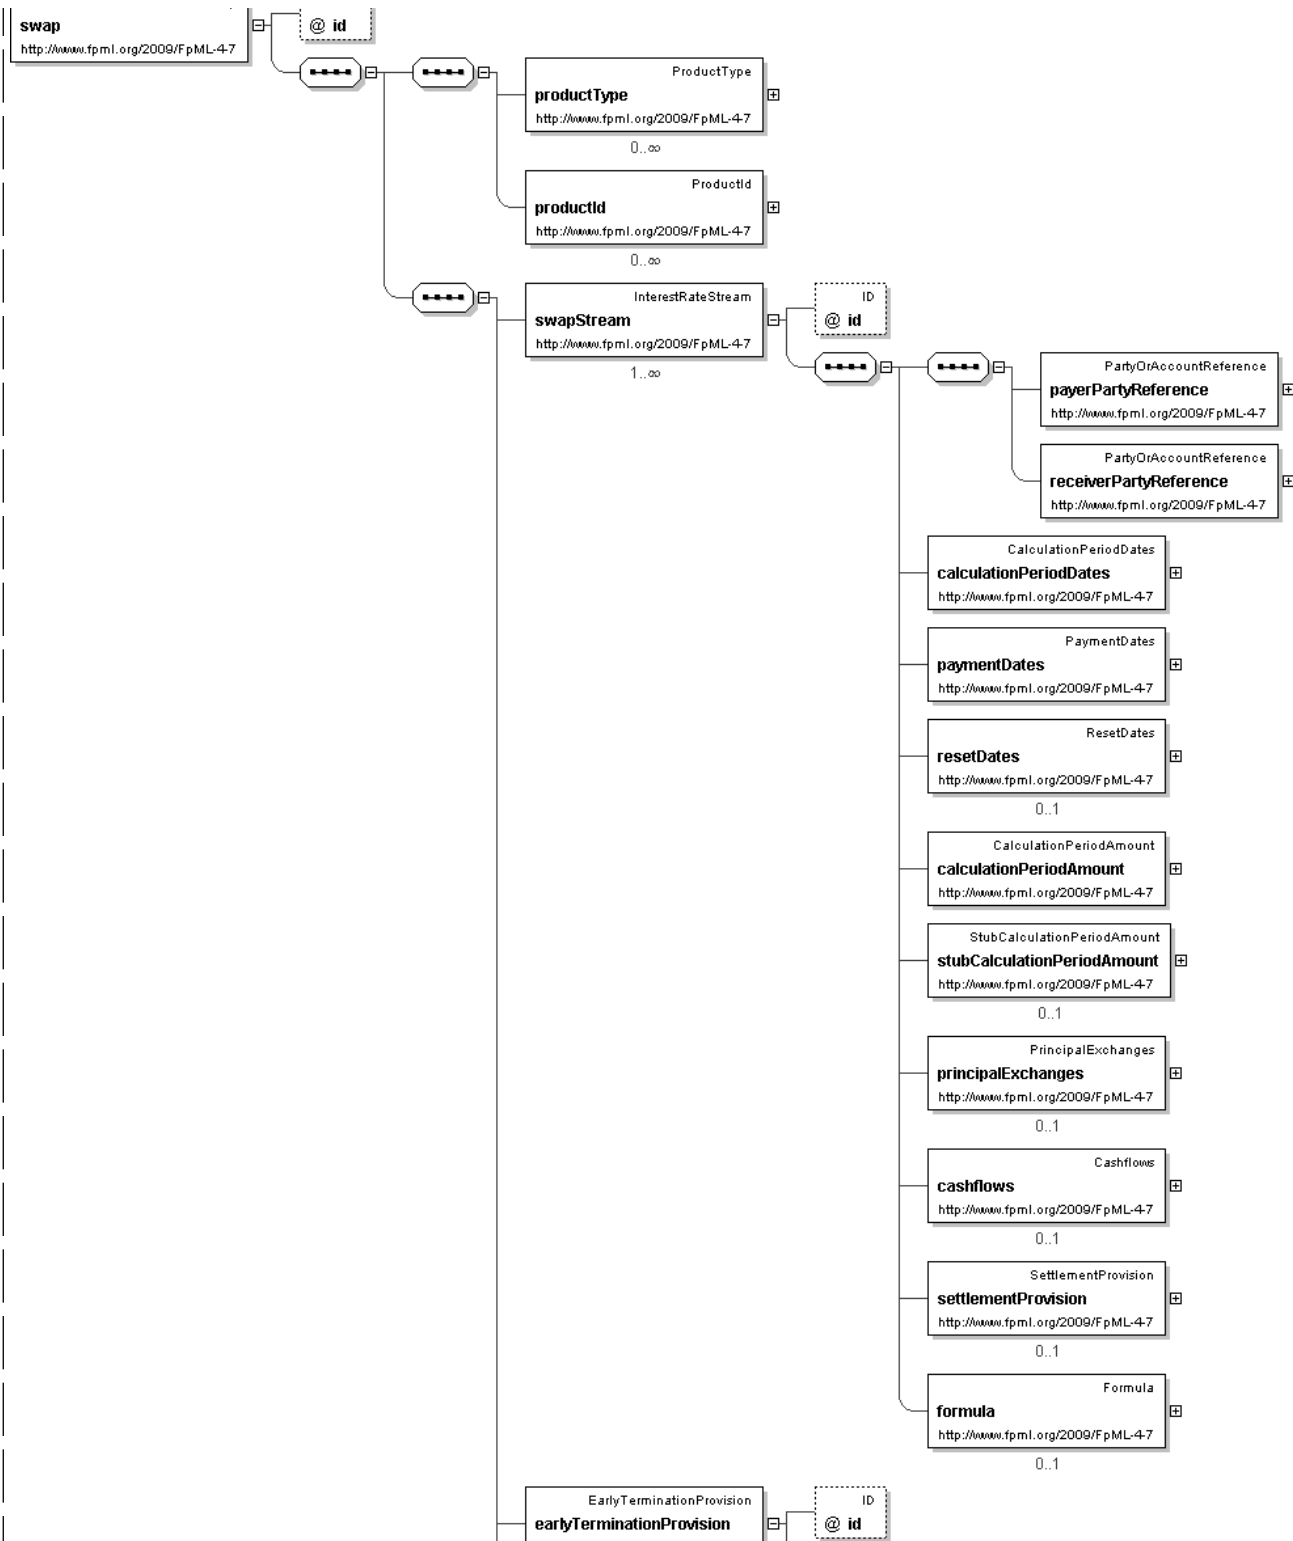 swap
http://www.fpml.org/2009/FpML-4-7
@ id
ProductType
productType
http://www.fpml.org/2009/FpML-4-7
0..∞
ProductId
productId
http://www.fpml.org/2009/FpML-4-7
0..∞
InterestRateStream
swapStream
http://www.fpml.org/2009/FpML-4-7
1..∞
ID
@ id
PartyOrAccountReference
payerPartyReference
http://www.fpml.org/2009/FpML-4-7
PartyOrAccountReference
receiverPartyReference
http://www.fpml.org/2009/FpML-4-7
CalculationPeriodDates
calculationPeriodDates
http://www.fpml.org/2009/FpML-4-7
PaymentDates
paymentDates
http://www.fpml.org/2009/FpML-4-7
ResetDates
resetDates
http://www.fpml.org/2009/FpML-4-7
0..1
CalculationPeriodAmount
calculationPeriodAmount
http://www.fpml.org/2009/FpML-4-7
StubCalculationPeriodAmount
stubCalculationPeriodAmount
http://www.fpml.org/2009/FpML-4-7
0..1
PrincipalExchanges
principalExchanges
http://www.fpml.org/2009/FpML-4-7
0..1
Cashflows
cashflows
http://www.fpml.org/2009/FpML-4-7
0..1
SettlementProvision
settlementProvision
http://www.fpml.org/2009/FpML-4-7
0..1
Formula
formula
http://www.fpml.org/2009/FpML-4-7
0..1
EarlyTerminationProvision
earlyTerminationProvision
ID
@ id